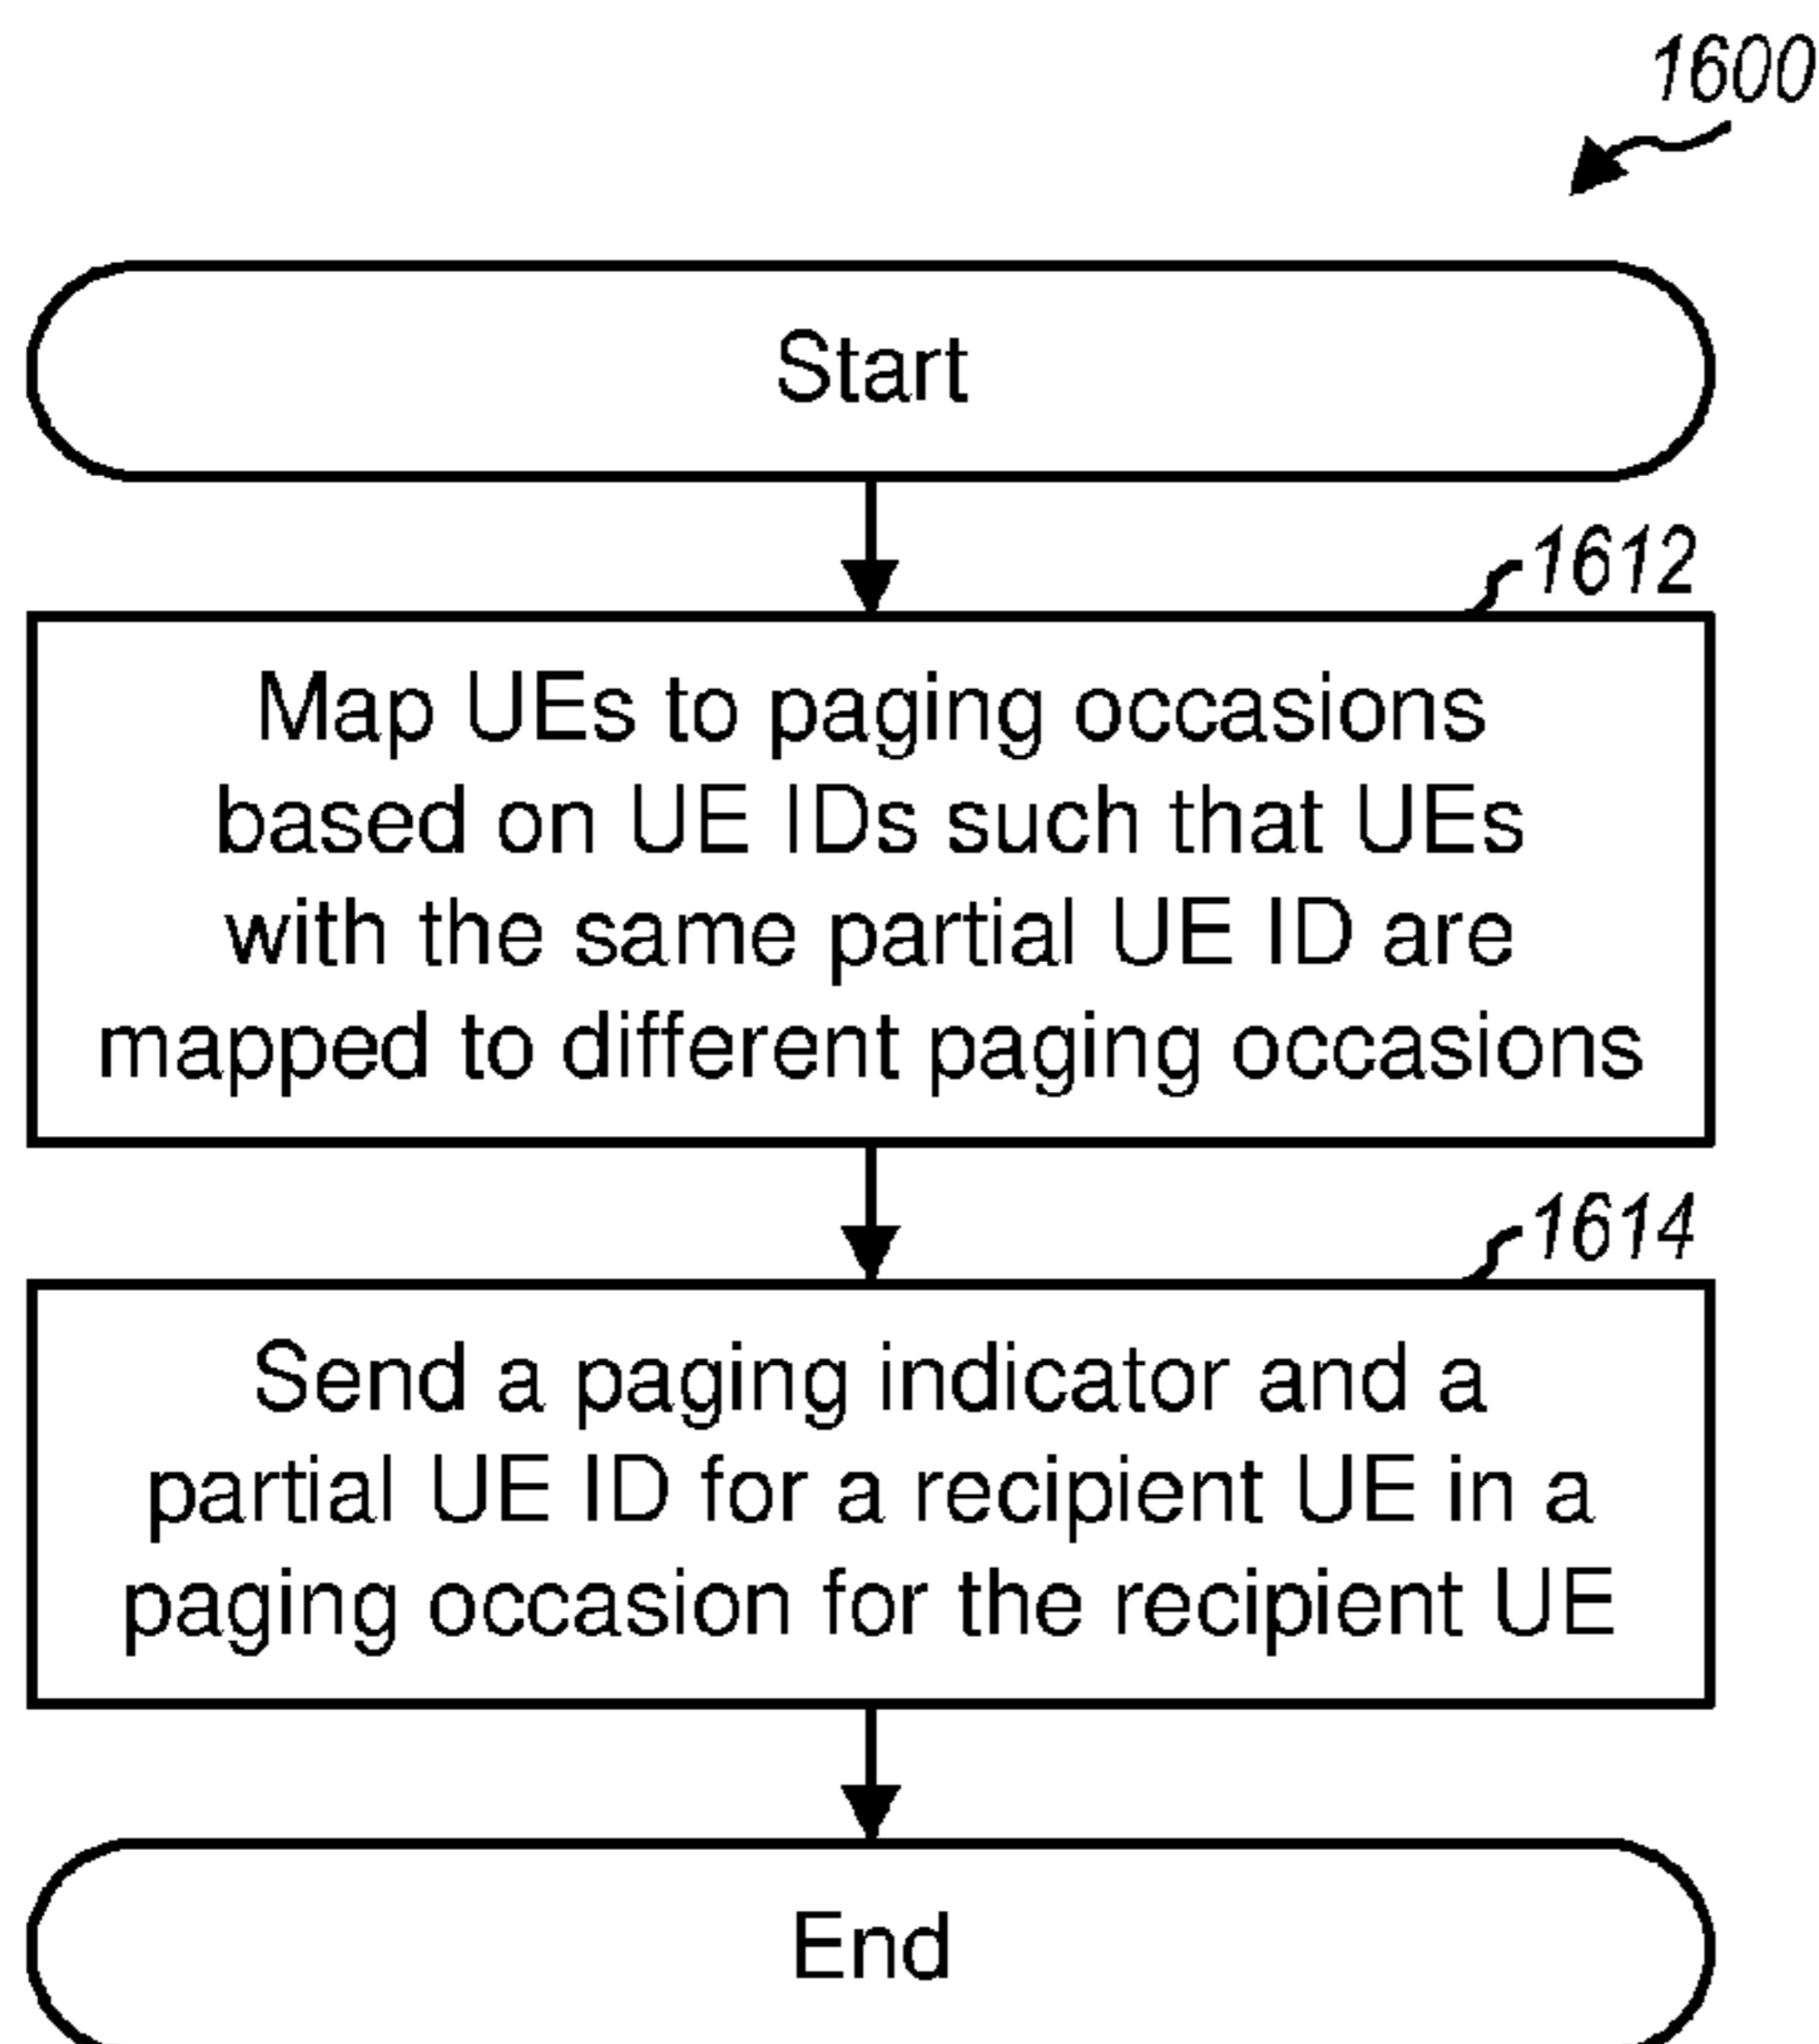 1600
Start
1612
Map UEs to paging occasions
based on UE IDs such that UEs
with the same partial UE ID are
mapped to different paging occasions
1614
Send a paging indicator and a
partial UE ID for a recipient UE in a
paging occasion for the recipient UE
End